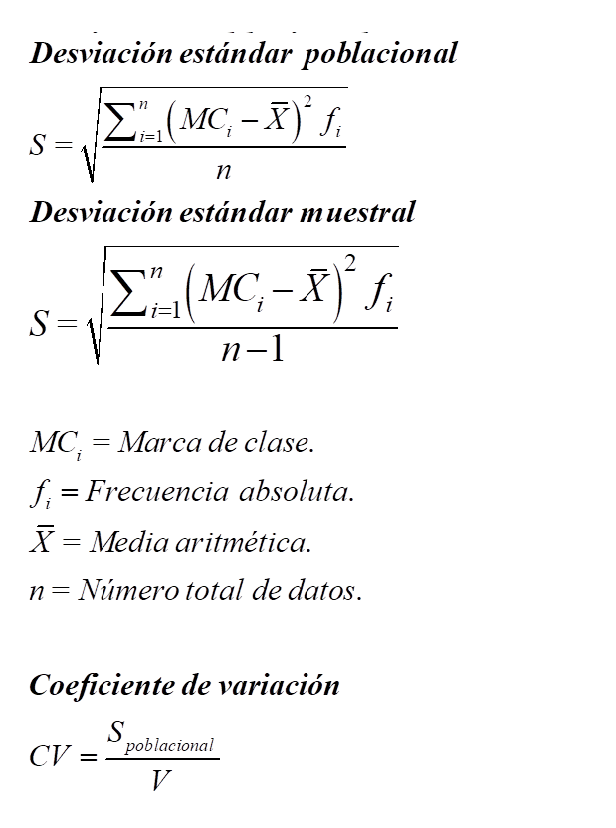 Desviación estándar poblacional
S = √( ∑ⁿᵢ₌₁ (MCᵢ − X̅)² fᵢ / n )
Desviación estándar muestral
S = √( ∑ⁿᵢ₌₁ (MCᵢ − X̅)² fᵢ / n−1 )
MCᵢ = Marca de clase.
fᵢ = Frecuencia absoluta.
X̅ = Media aritmética.
n = Número total de datos.
Coeficiente de variación
CV = S poblacional / V